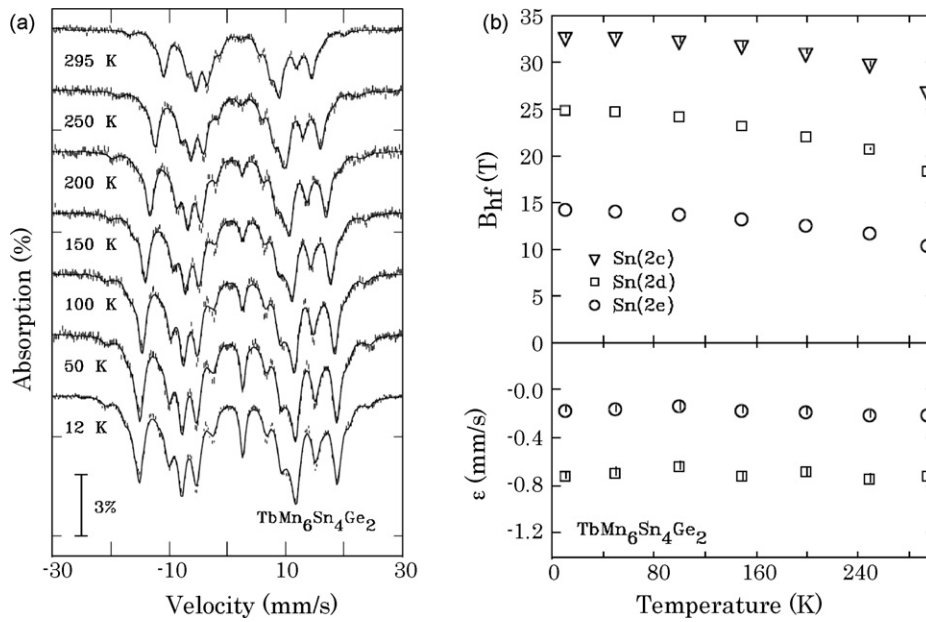 (a)
295 K
250 K
200 K
150 K
100 K
50 K
12 K
3%
TbMn6Sn4Ge2
Absorption (%)
-30 -10 10 30
Velocity (mm/s)
(b)
35
30
25
20
15
10
5
0
Bhf(T)
Sn(2c)
Sn(2d)
Sn(2e)
-0.0
-0.4
-0.8
-1.2
ε (mm/s)
TbMn6Sn4Ge2
0 80 160 240
Temperature (K)